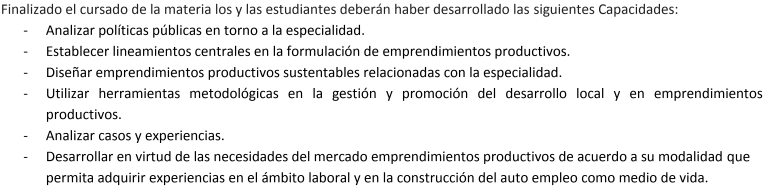 Finalizado el cursado de la materia los y las estudiantes deberán haber desarrollado las siguientes Capacidades:
- Analizar políticas públicas en torno a la especialidad.
- Establecer lineamientos centrales en la formulación de emprendimientos productivos.
- Diseñar emprendimientos productivos sustentables relacionadas con la especialidad.
- Utilizar herramientas metodológicas en la gestión y promoción del desarrollo local y en emprendimientos
productivos.
- Analizar casos y experiencias.
- Desarrollar en virtud de las necesidades del mercado emprendimientos productivos de acuerdo a su modalidad que
permita adquirir experiencias en el ámbito laboral y en la construcción del auto empleo como medio de vida.